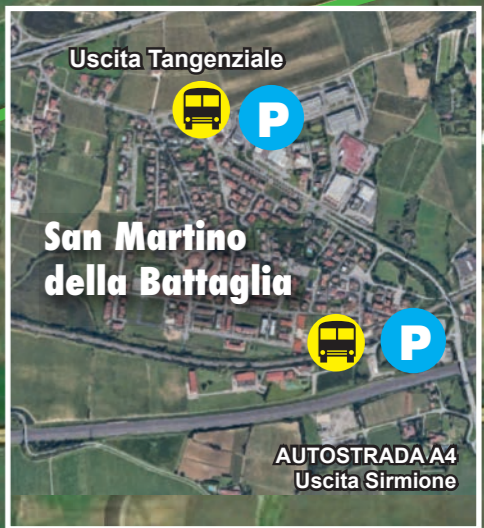 Uscita Tangenziale
P
San Martino
della Battaglia
P
AUTOSTRADA A4
Uscita Sirmione